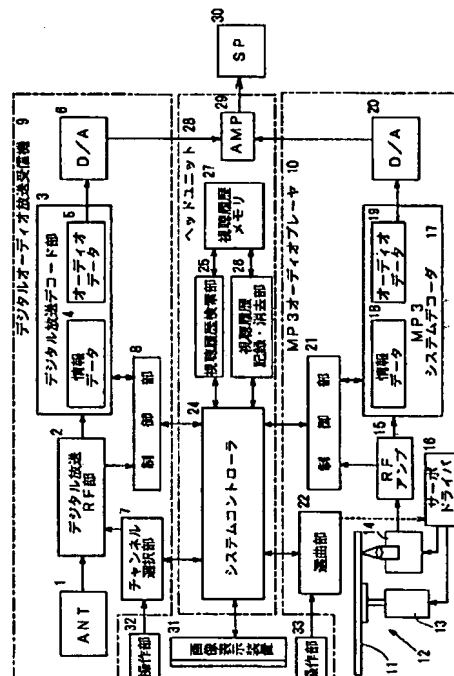 デジタルオーディオ放送受信機 9
ANT
1
デジタル放送
RF部
2
デジタル放送デコード部
3
情報
データ
4
オーディオ
データ
5
D/A
6
チャンネル
選択部
7
制御部
8
操作部
32
ヘッドユニット
28
画像表示装置
31
システムコントローラ
24
視聴履歴検索部
25
視聴履歴
記録・消去部
26
視聴履歴
メモリ
27
AMP
29
SP
30
MP3オーディオプレーヤ 10
操作部
33
選曲部
22
制御部
21
11
12
13
14
RF
アンプ
15
サーボ
ドライバ
16
MP3
システムデコーダ
17
情報
データ
18
オーディオ
データ
19
D/A
20